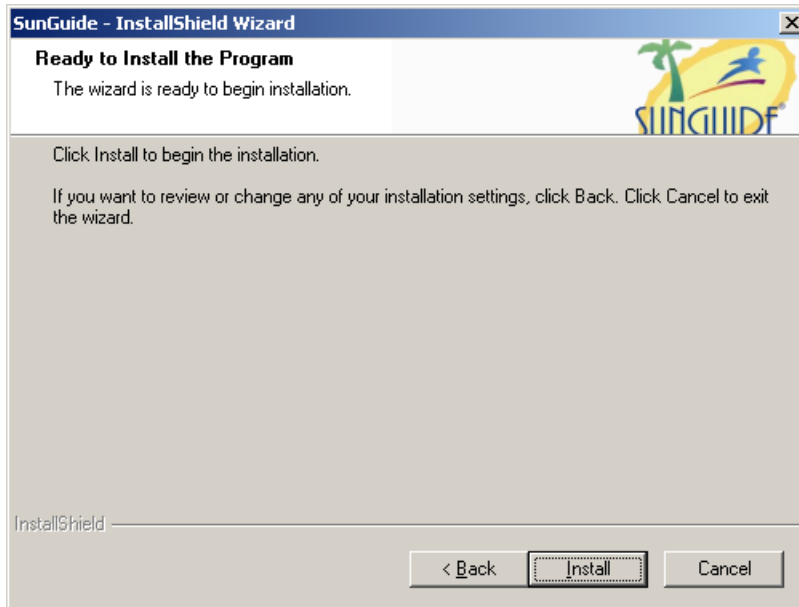 SunGuide - InstallShield Wizard
Ready to Install the Program
The wizard is ready to begin installation.
SUNGUIDE®
Click Install to begin the installation.
If you want to review or change any of your installation settings, click Back. Click Cancel to exit
the wizard.
InstallShield
< Back
Install
Cancel